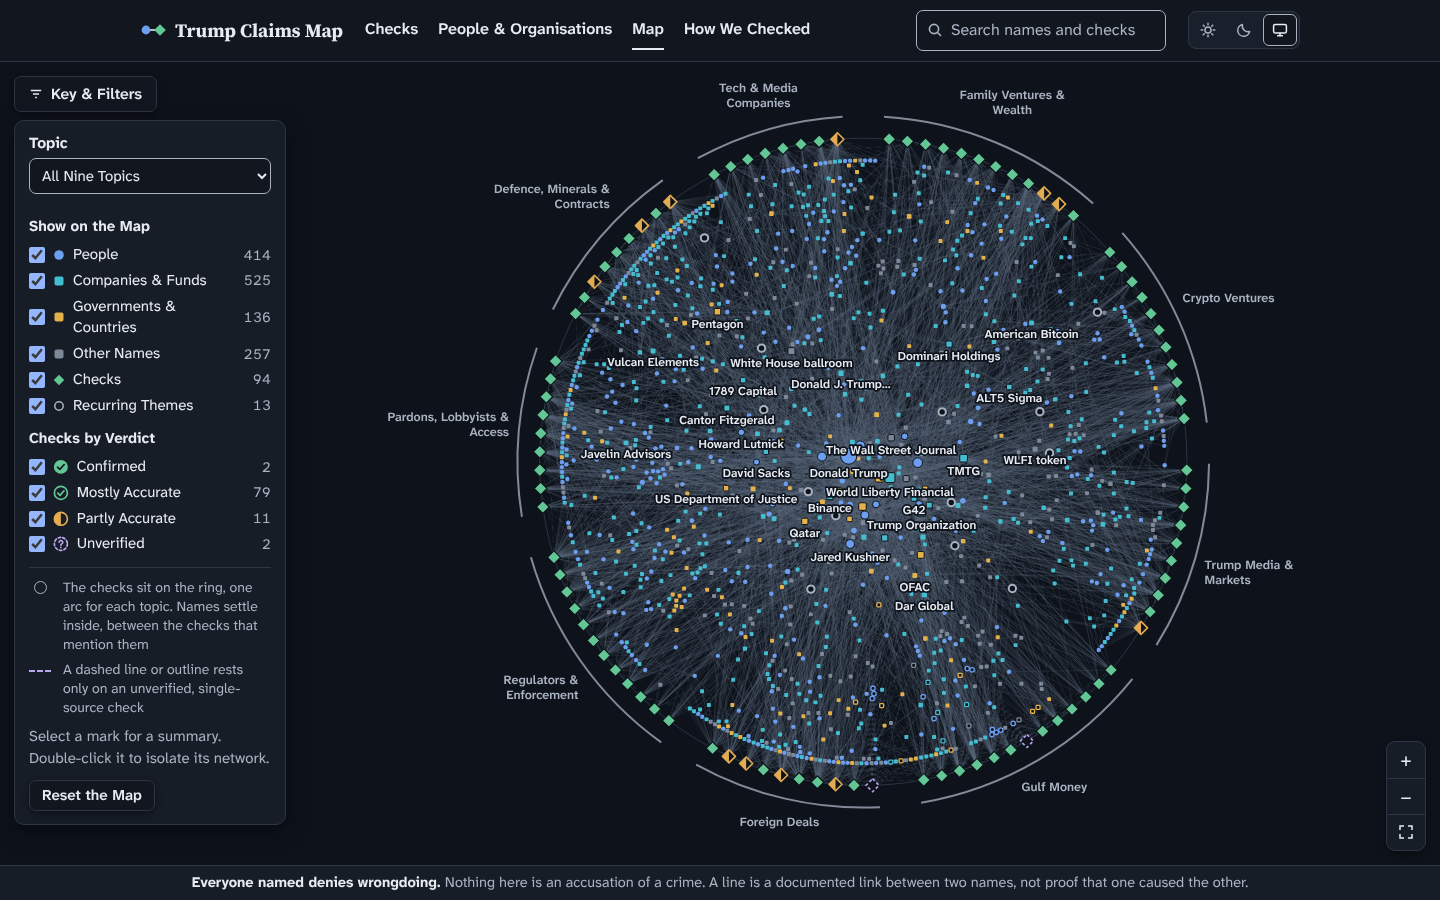 Trump Claims Map
Checks
People & Organisations
Map
How We Checked
Search names and checks
Key & Filters
Topic
All Nine Topics
Show on the Map
People 414
Companies & Funds 525
Governments &
Countries 136
Other Names 257
Checks 94
Recurring Themes 13
Checks by Verdict
Confirmed 2
Mostly Accurate 79
Partly Accurate 11
Unverified 2
The checks sit on the ring, one
arc for each topic. Names settle
inside, between the checks that
mention them
A dashed line or outline rests
only on an unverified, single-
source check
Select a mark for a summary.
Double-click it to isolate its network.
Reset the Map
Tech & Media
Companies
Family Ventures &
Wealth
Defence, Minerals &
Contracts
Crypto Ventures
Pentagon
American Bitcoin
Vulcan Elements
White House ballroom
Dominari Holdings
1789 Capital
Donald J. Trump...
ALT5 Sigma
Pardons, Lobbyists &
Access
Cantor Fitzgerald
Howard Lutnick
Javelin Advisors
The Wall Street Journal
WLFI token
David Sacks
Donald Trump
TMTG
US Department of Justice
World Liberty Financial
Binance
G42
Trump Organization
Qatar
Jared Kushner
Trump Media &
Markets
OFAC
Dar Global
Regulators &
Enforcement
Gulf Money
Foreign Deals
+
−
Everyone named denies wrongdoing. Nothing here is an accusation of a crime. A line is a documented link between two names, not proof that one caused the other.